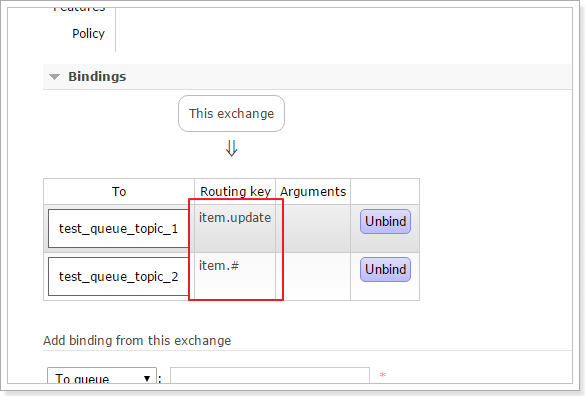 Features
Policy
Bindings
This exchange
⇓
To Routing key Arguments
test_queue_topic_1 item.update Unbind
test_queue_topic_2 item.# Unbind
Add binding from this exchange
To queue : *